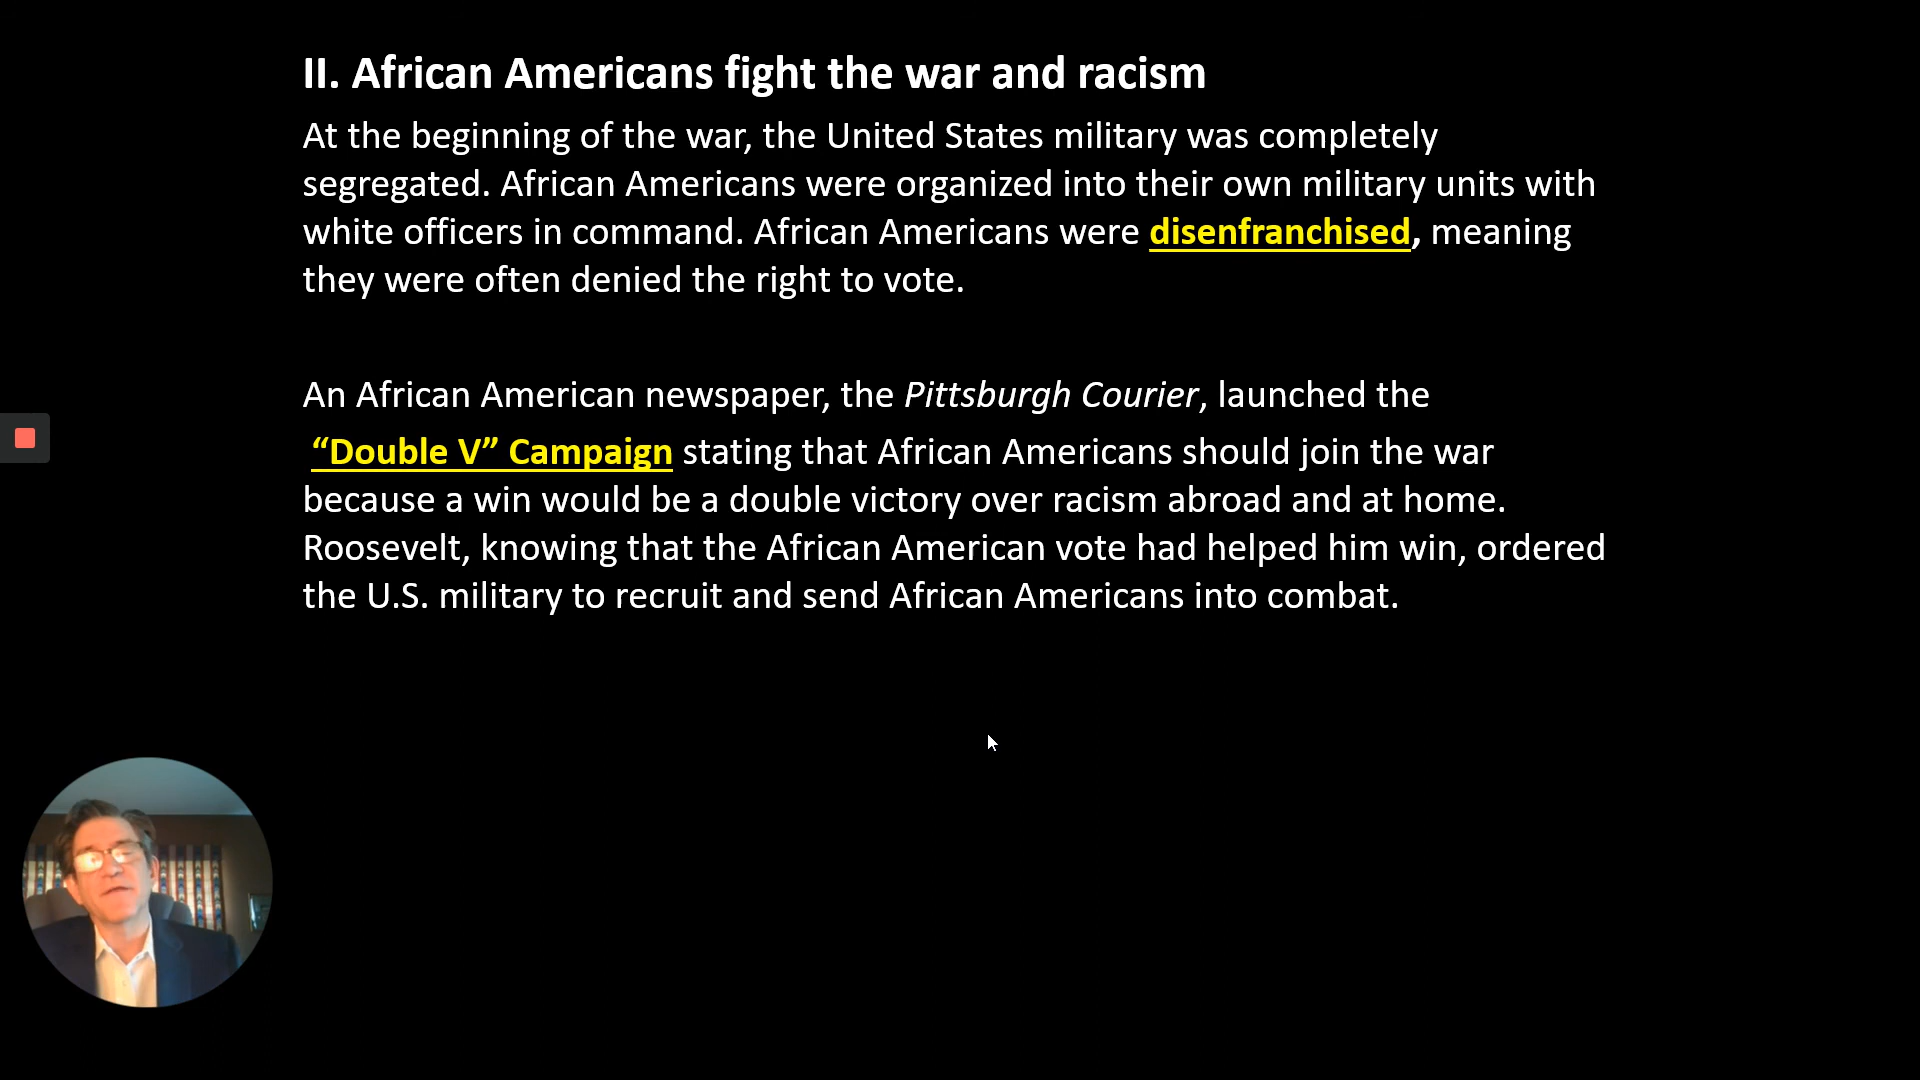 II. African Americans fight the war and racism
At the beginning of the war, the United States military was completely
segregated. African Americans were organized into their own military units with
white officers in command. African Americans were disenfranchised, meaning
they were often denied the right to vote.
An African American newspaper, the Pittsburgh Courier, launched the
“Double V” Campaign stating that African Americans should join the war
because a win would be a double victory over racism abroad and at home.
Roosevelt, knowing that the African American vote had helped him win, ordered
the U.S. military to recruit and send African Americans into combat.